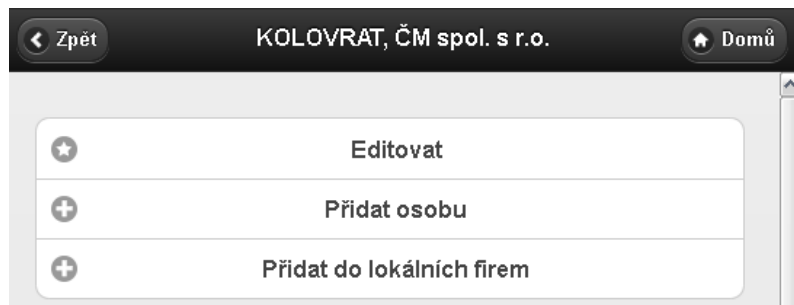 Zpět KOLOVRAT, ČM spol. s r.o. Domů
Editovat
Přidat osobu
Přidat do lokálních firem